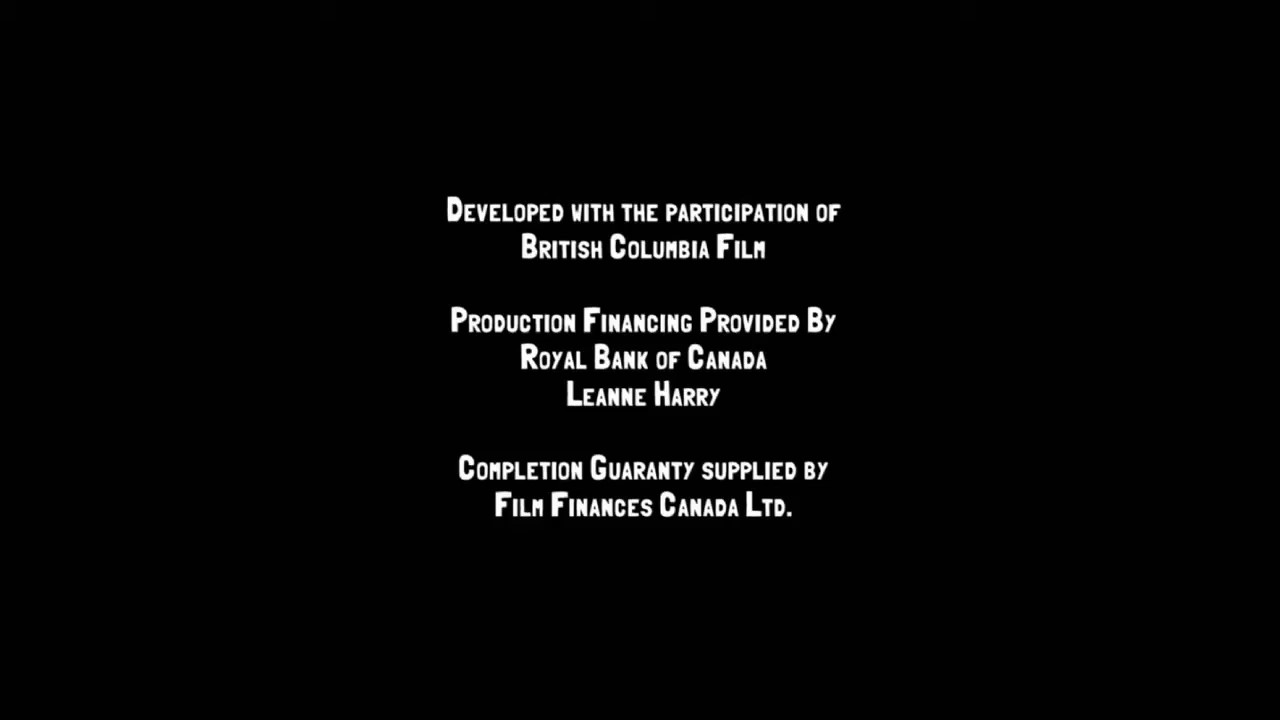 Developed with the participation of
British Columbia Film
Production Financing Provided By
Royal Bank of Canada
Leanne Harry
Completion Guaranty supplied by
Film Finances Canada Ltd.